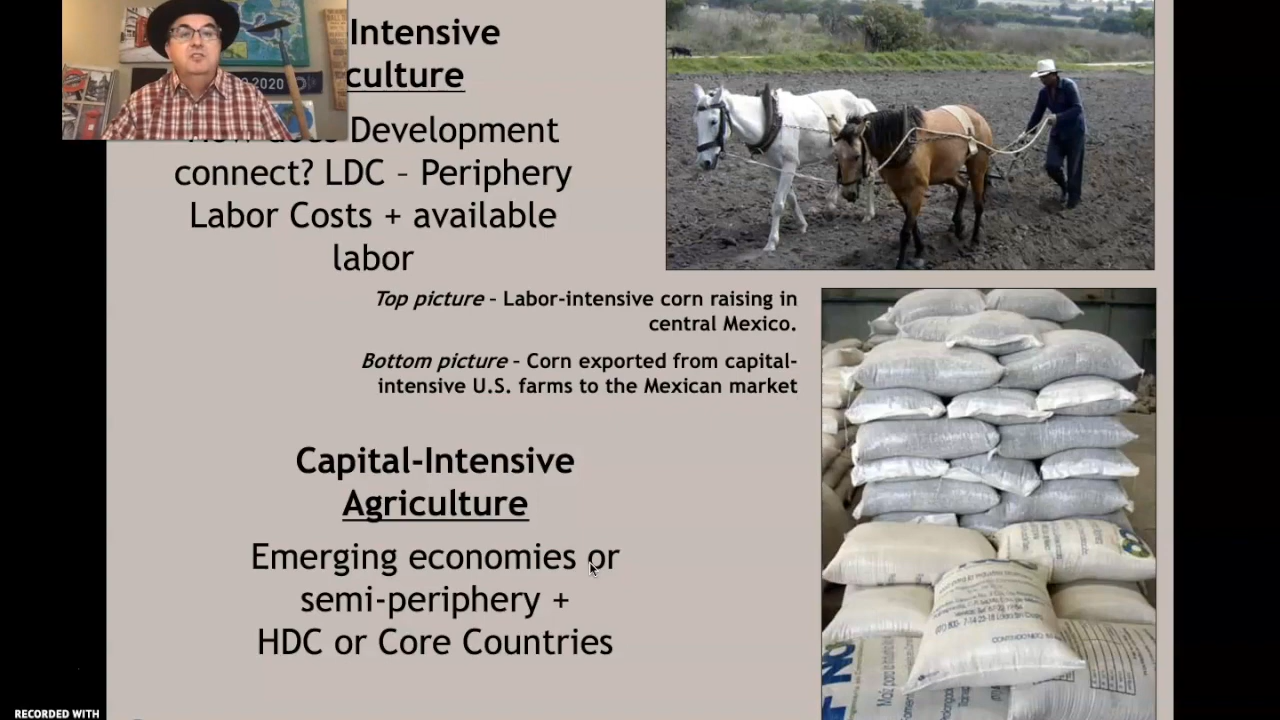 Intensive
culture
Development
connect? LDC – Periphery
Labor Costs + available
labor
Top picture – Labor-intensive corn raising in
central Mexico.
Bottom picture – Corn exported from capital-
intensive U.S. farms to the Mexican market
Capital-Intensive
Agriculture
Emerging economies or
semi-periphery +
HDC or Core Countries
2020
RECORDED WITH